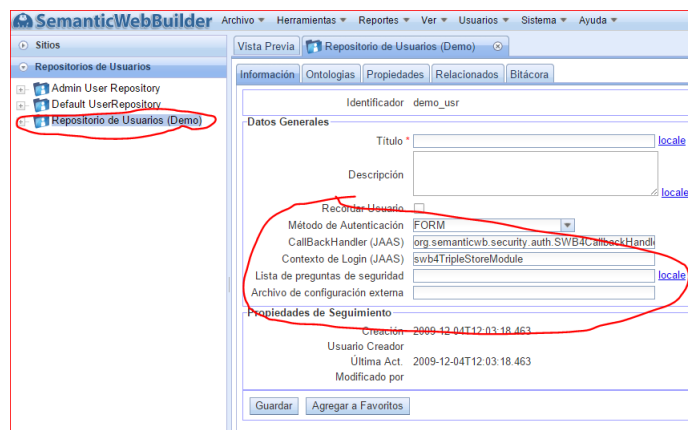 SemanticWebBuilder Archivo Herramientas Reportes Ver Usuarios Sistema Ayuda
Sitios
Repositorios de Usuarios
Admin User Repository
Default UserRepository
Repositorio de Usuarios (Demo)
Vista Previa Repositorio de Usuarios (Demo)
Información Ontologías Propiedades Relacionados Bitácora
Identificador demo_usr
Datos Generales
Título * locale
Descripción locale
Recordar Usuario
Método de Autenticación FORM
CallBackHandler (JAAS) org.semanticwb.security.auth.SWB4CallbackHandl
Contexto de Login (JAAS) swb4TripleStoreModule
Lista de preguntas de seguridad locale
Archivo de configuración externa
Propiedades de Seguimiento
Creación 2009-12-04T12:03:18.463
Usuario Creador
Última Act. 2009-12-04T12:03:18.463
Modificado por
Guardar Agregar a Favoritos